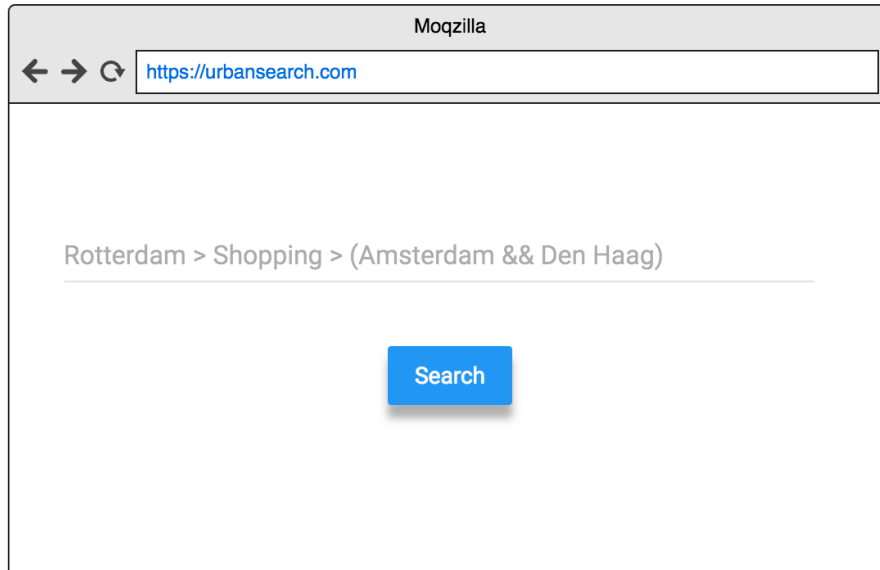 Moqzilla
https://urbansearch.com
Rotterdam > Shopping > (Amsterdam && Den Haag)
Search